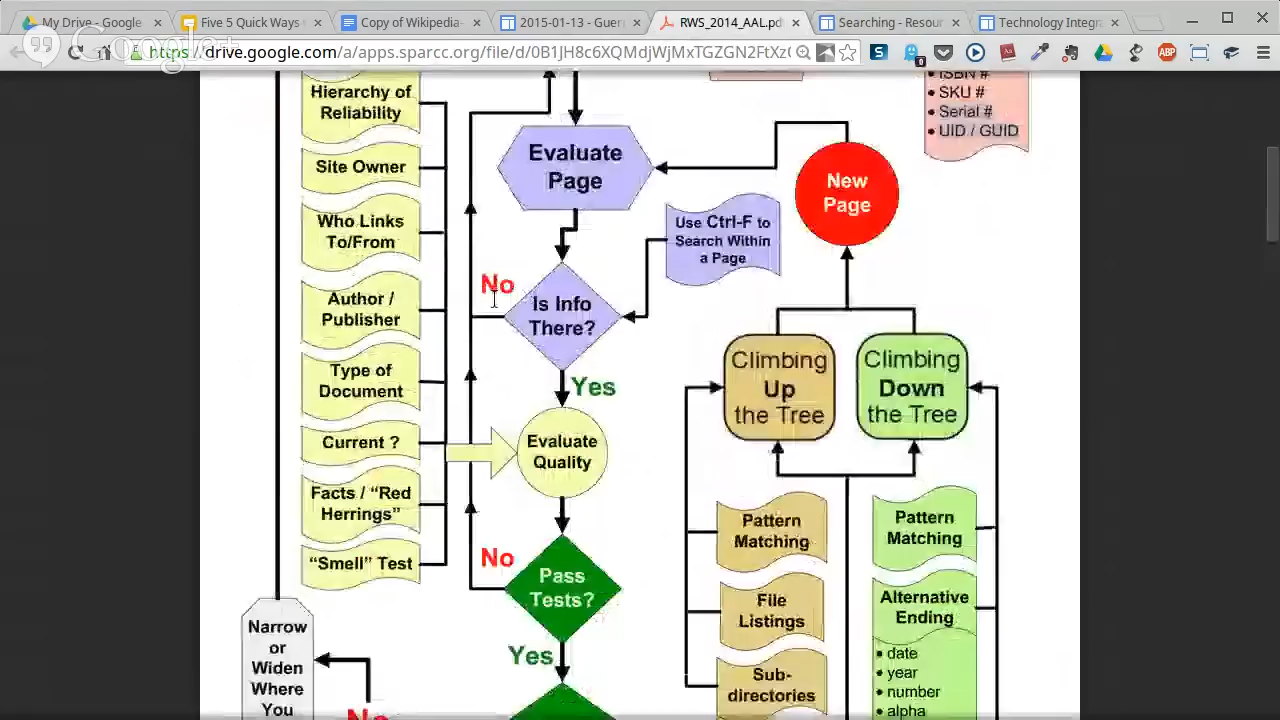 My Drive - Google
Five 5 Quick Ways
Copy of Wikipedia-
2015-01-13 - Guen
RWS_2014_AAL.pd
Searching - Resour
Technology Integra
Google+
https://drive.google.com/a/apps.sparcc.org/file/d/0B1JH8c6XQMdjWjMxTGZGN2FtXz
ABP
Hierarchy of
Reliability
Site Owner
Who Links
To/From
Author /
Publisher
Type of
Document
Current ?
Facts / “Red
Herrings”
“Smell” Test
Narrow
or
Widen
Where
You
No
Evaluate
Page
No
Is Info
There?
Yes
Use Ctrl-F to
Search Within
a Page
Evaluate
Quality
No
Pass
Tests?
Yes
New
Page
• ISBN #
• SKU #
• Serial #
• UID / GUID
Climbing
Up
the Tree
Climbing
Down
the Tree
Pattern
Matching
File
Listings
Sub-
directories
Pattern
Matching
Alternative
Ending
• date
• year
• number
• alpha